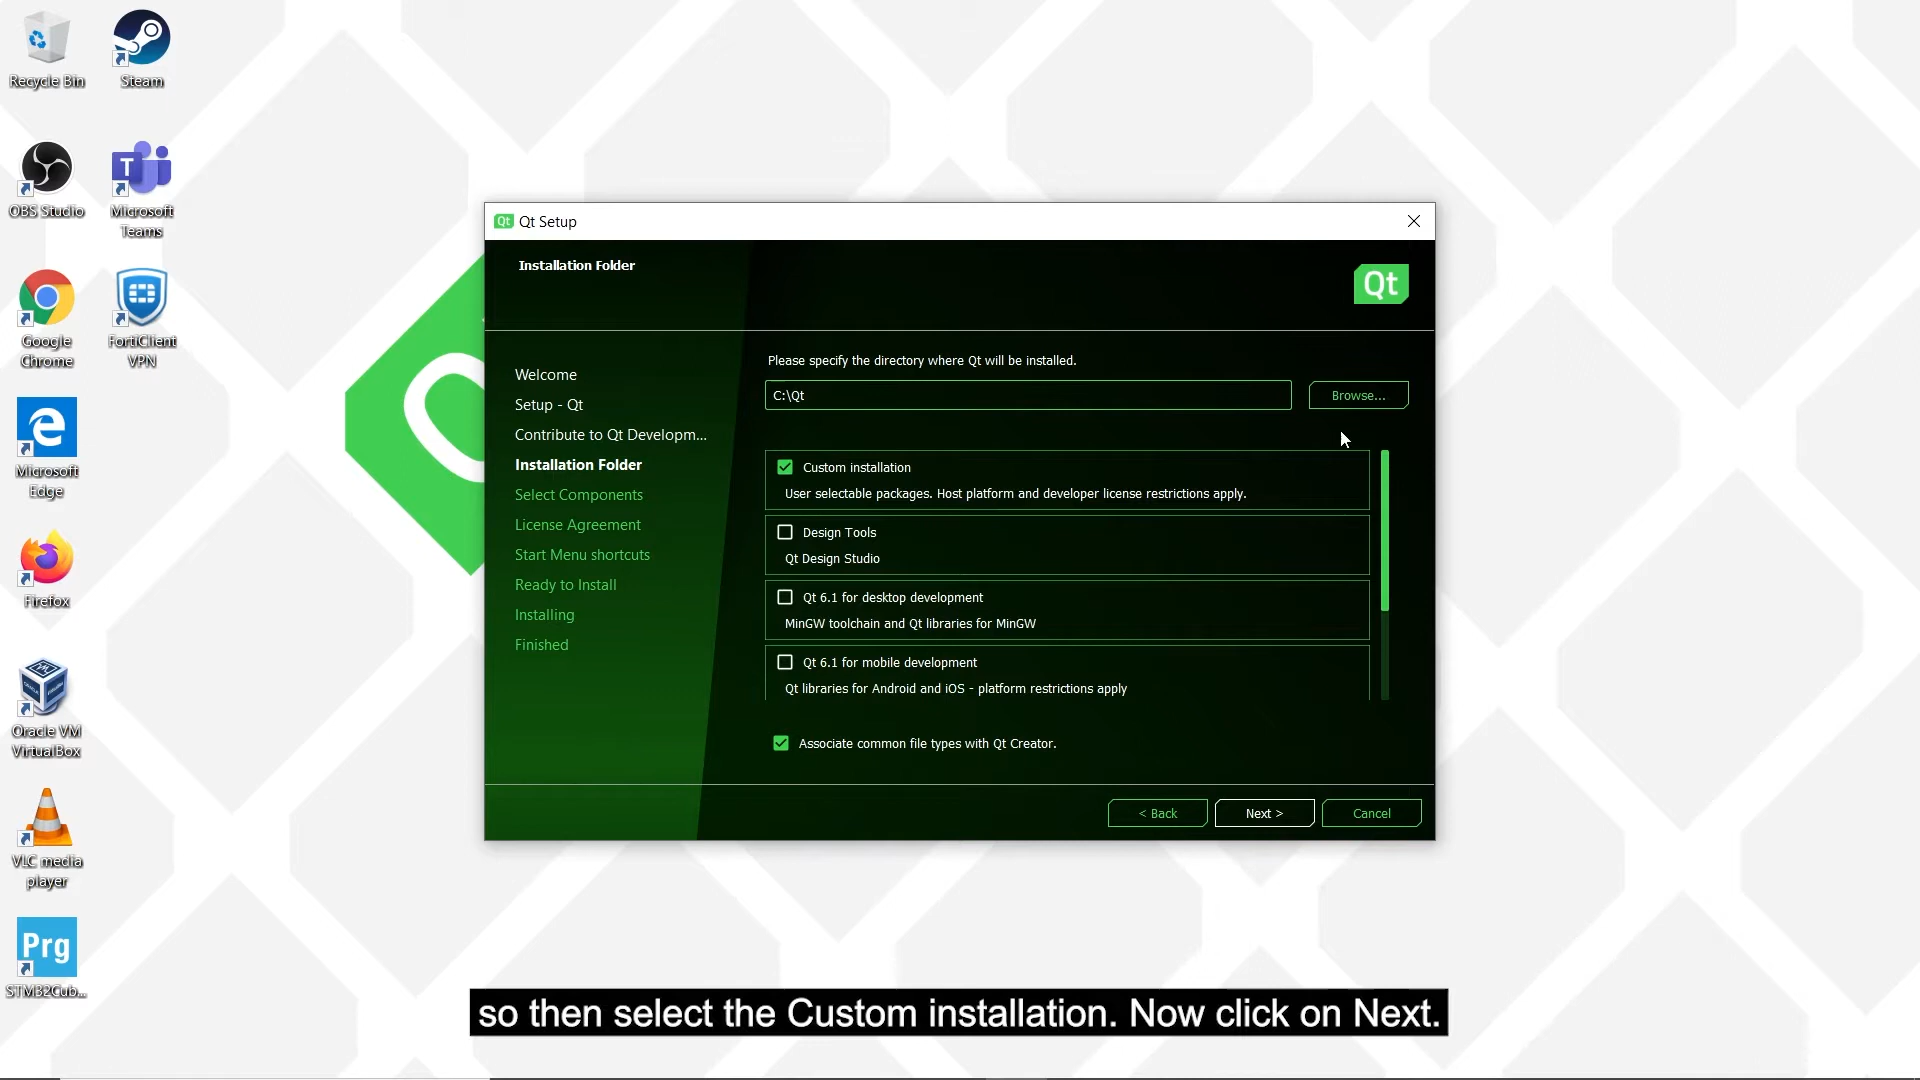 Recycle Bin
Steam
OBS Studio
Microsoft
Teams
Google
Chrome
FortiClient
VPN
Microsoft
Edge
Firefox
Oracle VM
VirtualBox
VLC media
player
Prg
STM32Cub...
Qt Qt Setup
Installation Folder
Qt
Welcome
Setup - Qt
Contribute to Qt Developm...
Installation Folder
Select Components
License Agreement
Start Menu shortcuts
Ready to Install
Installing
Finished
Please specify the directory where Qt will be installed.
C:\Qt
Browse...
Custom installation
User selectable packages. Host platform and developer license restrictions apply.
Design Tools
Qt Design Studio
Qt 6.1 for desktop development
MinGW toolchain and Qt libraries for MinGW
Qt 6.1 for mobile development
Qt libraries for Android and iOS - platform restrictions apply
Associate common file types with Qt Creator.
< Back
Next >
Cancel
so then select the Custom installation. Now click on Next.